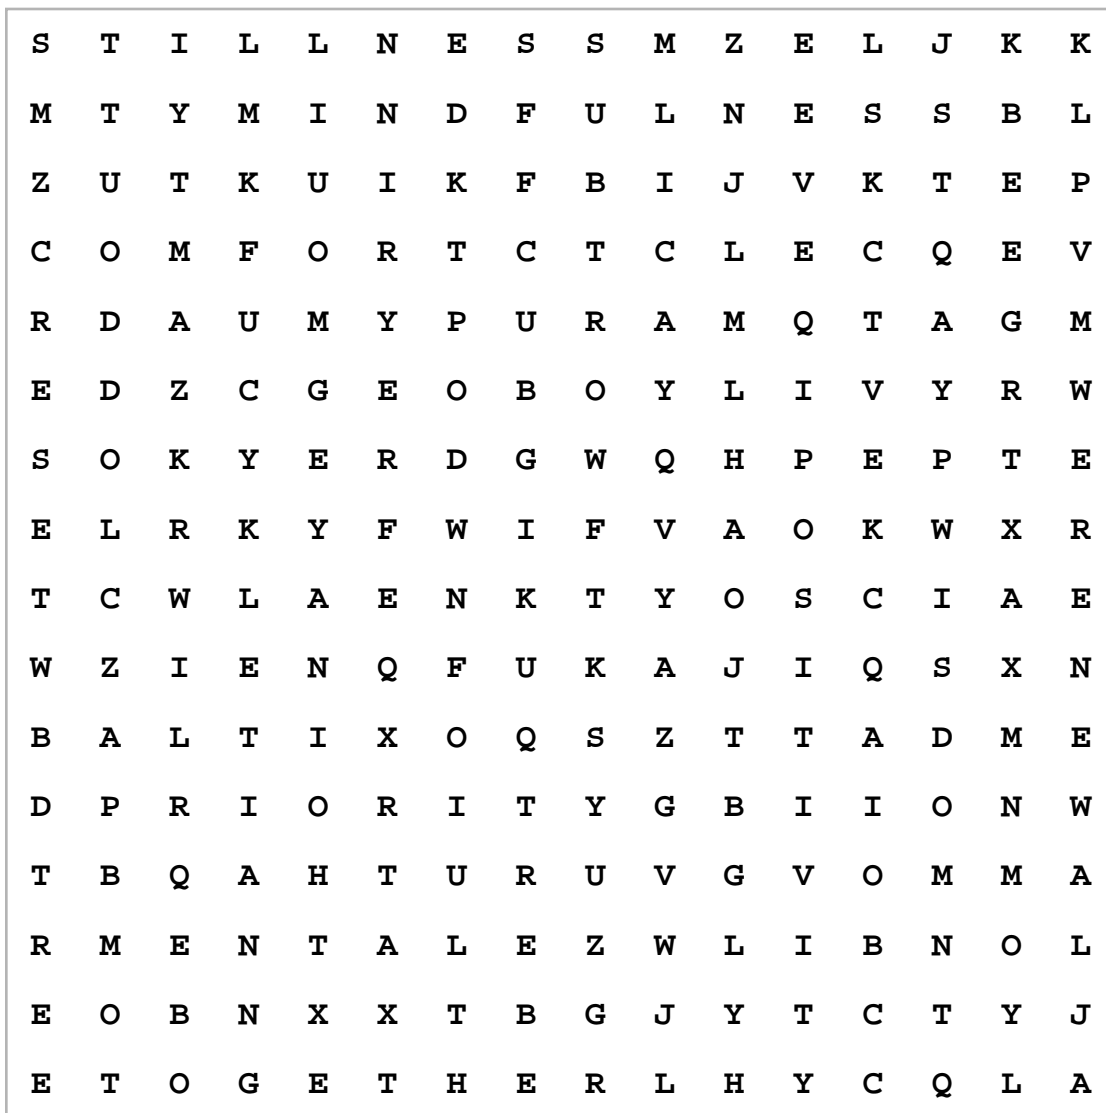 S T I L L N E S S M Z E L J K K
M T Y M I N D F U L N E S S B L
Z U T K U I K F B I J V K T E P
C O M F O R T C T C L E C Q E V
R D A U M Y P U R A M Q T A G M
E D Z C G E O B O Y L I V Y R W
S O K Y E R D G W Q H P E P T E
E L R K Y F W I F V A O K W X R
T C W L A E N K T Y O S C I A E
W Z I E N Q F U K A J I Q S X N
B A L T I X O Q S Z T T A D M E
D P R I O R I T Y G B I I O N W
T B Q A H T U R U V G V O M M A
R M E N T A L E Z W L I B N O L
E O B N X X T B G J Y T C T Y J
E T O G E T H E R L H Y C Q L A